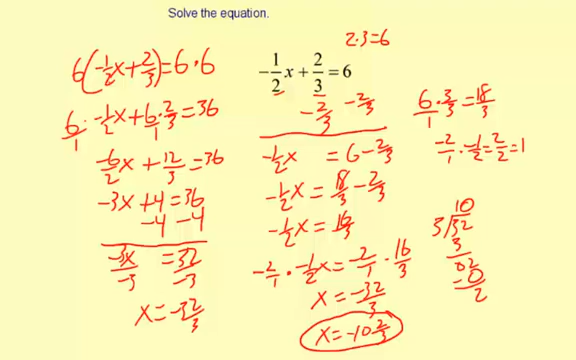 Solve the equation.
2·3=6
-1/2x + 2/3 = 6
6(-1/2x+2/3)=6·6
6/1·-1/2x+6/1·2/3=36
-6/2x+12/3=36
-3x+4=36
-4 -4
-3x/-3 = 32/-3
x=-32/3
-2/3 -2/3
-1/2x = 6-2/3
-1/2x = 18/3-2/3
-1/2x = 16/3
-2/1·-1/2x=-2/1·16/3
x=-32/3
x=-10 2/3
6/1·3/3=18/3
-2/1·-1/2=2/2=1
10
3/32
3
02
-0
2